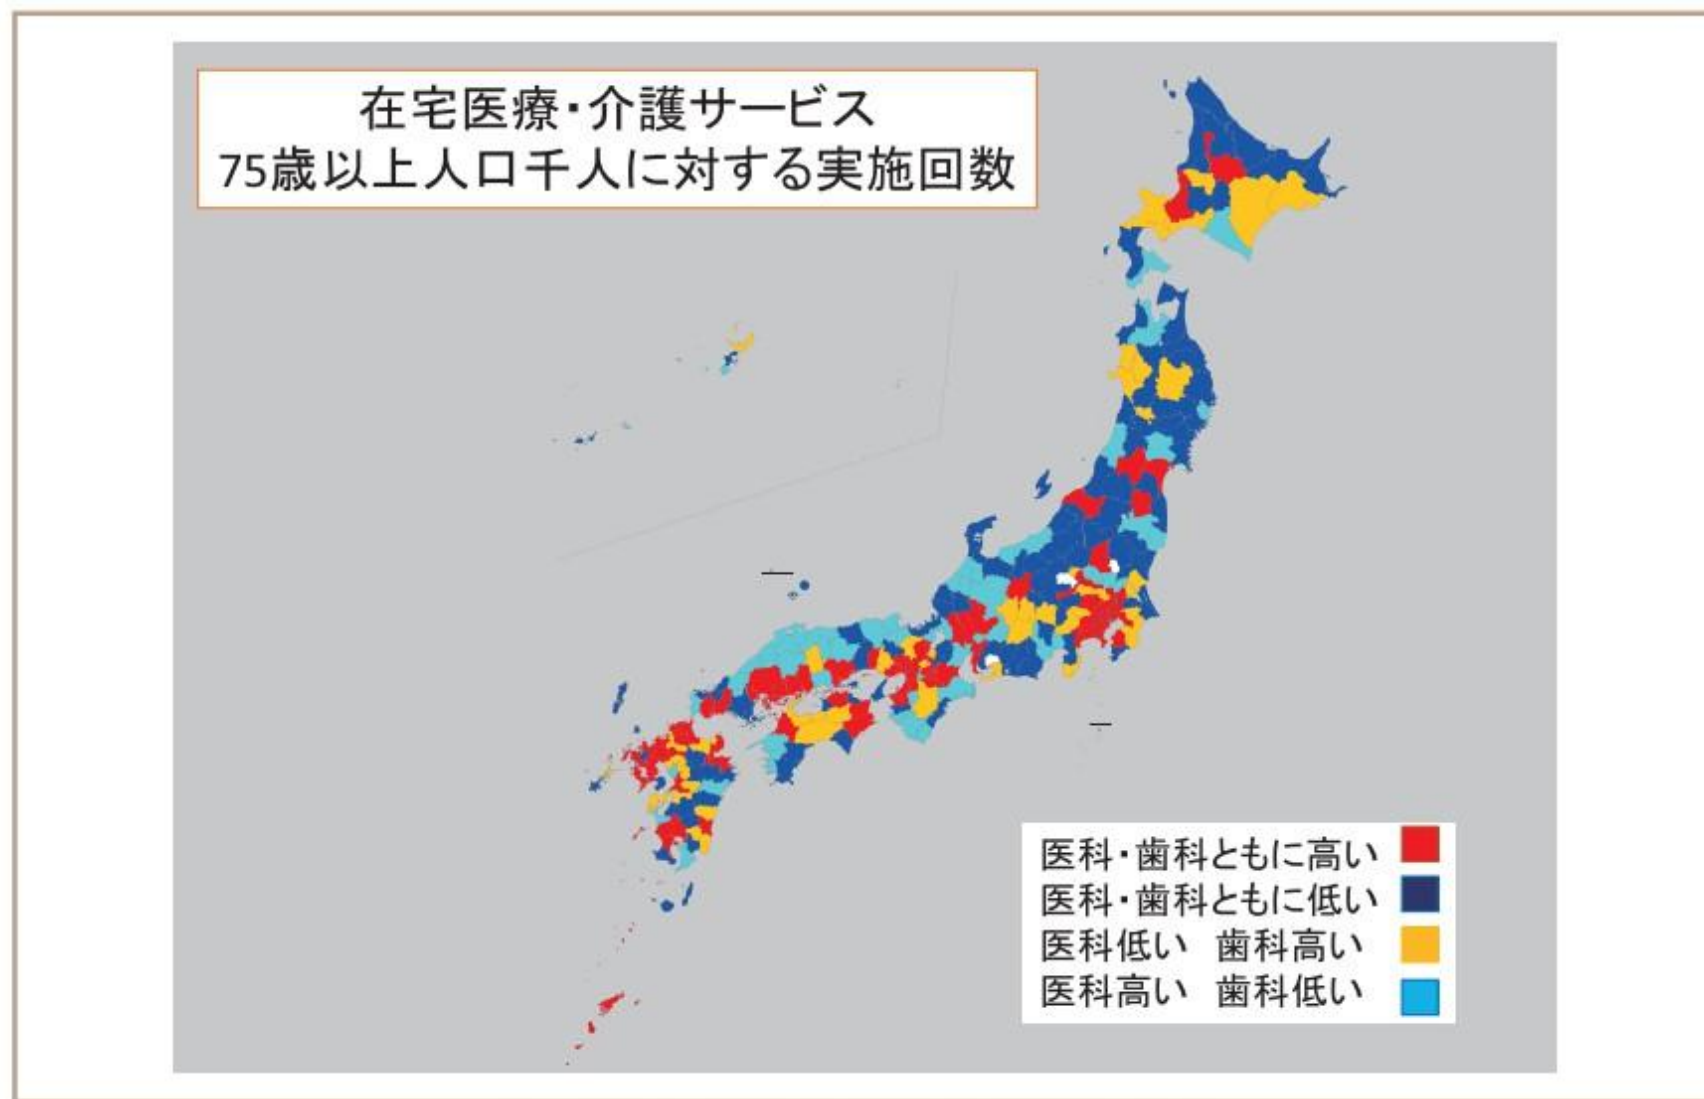 在宅医療・介護サービス
75歳以上人口千人に対する実施回数
医科・歯科ともに高い
医科・歯科ともに低い
医科低い　歯科高い
医科高い　歯科低い